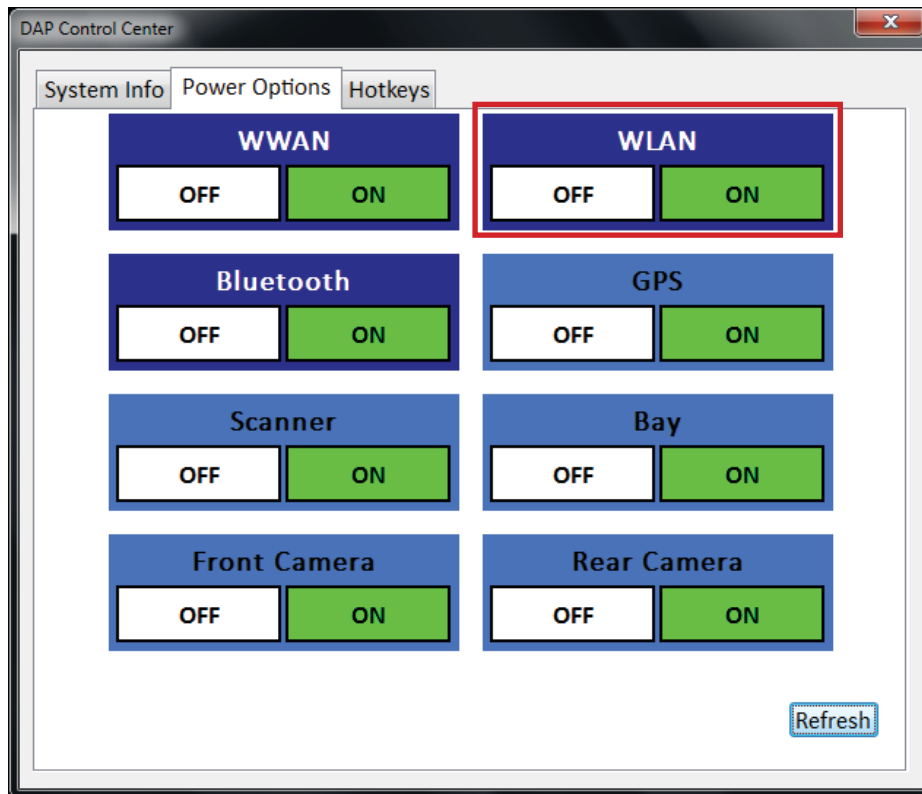 DAP Control Center
System Info Power Options Hotkeys
WWAN WLAN
OFF ON OFF ON
Bluetooth GPS
OFF ON OFF ON
Scanner Bay
OFF ON OFF ON
Front Camera Rear Camera
OFF ON OFF ON
Refresh